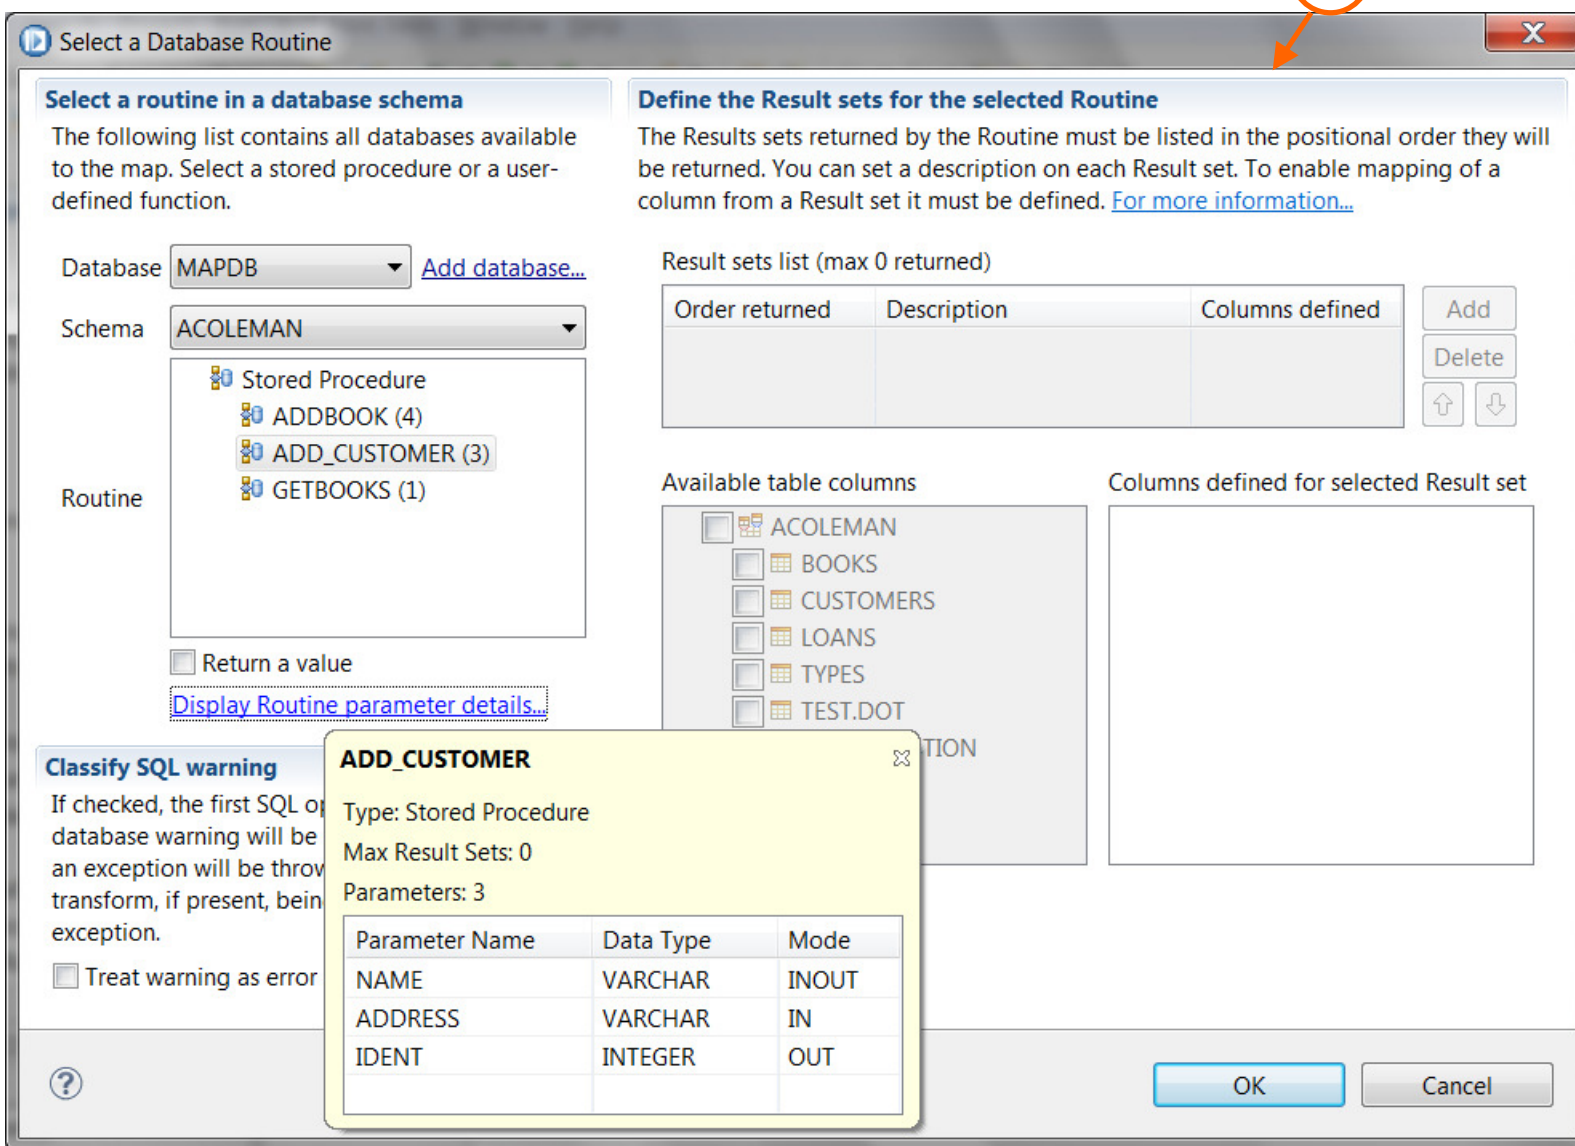 Select a Database Routine
X
Select a routine in a database schema
The following list contains all databases available
to the map. Select a stored procedure or a user-
defined function.
Database MAPDB Add database...
Schema ACOLEMAN
Routine
Stored Procedure
ADDBOOK (4)
ADD_CUSTOMER (3)
GETBOOKS (1)
Return a value
Display Routine parameter details...
Classify SQL warning
If checked, the first SQL
database warning will be
an exception will be
transform, if present,
exception.
Treat warning as error
Define the Result sets for the selected Routine
The Results sets returned by the Routine must be listed in the positional order they will
be returned. You can set a description on each Result set. To enable mapping of a
column from a Result set it must be defined. For more information...
Result sets list (max 0 returned)
Order returned Description Columns defined
Add
Delete
Available table columns
ACOLEMAN
BOOKS
CUSTOMERS
LOANS
TYPES
TEST.DOT
TION
Columns defined for selected Result set
ADD_CUSTOMER
Type: Stored Procedure
Max Result Sets: 0
Parameters: 3
Parameter Name Data Type Mode
NAME VARCHAR INOUT
ADDRESS VARCHAR IN
IDENT INTEGER OUT
?
OK
Cancel